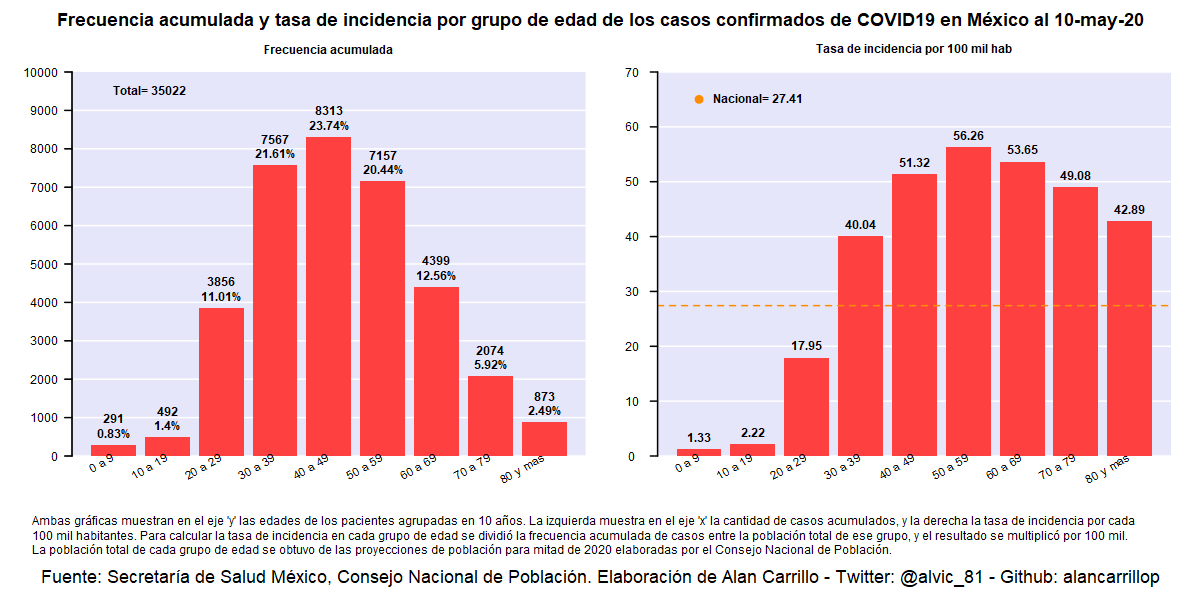 Frecuencia acumulada y tasa de incidencia por grupo de edad de los casos confirmados de COVID19 en México al 10-may-20
Frecuencia acumulada
10000
9000
8000
7000
6000
5000
4000
3000
2000
1000
0
Total= 35022
291
0.83%
492
1.4%
3856
11.01%
7567
21.61%
8313
23.74%
7157
20.44%
4399
12.56%
2074
5.92%
873
2.49%
0 a 9
10 a 19
20 a 29
30 a 39
40 a 49
50 a 59
60 a 69
70 a 79
80 y mas
Tasa de incidencia por 100 mil hab
70
60
50
40
30
20
10
0
Nacional= 27.41
1.33
2.22
17.95
40.04
51.32
56.26
53.65
49.08
42.89
0 a 9
10 a 19
20 a 29
30 a 39
40 a 49
50 a 59
60 a 69
70 a 79
80 y mas
Ambas gráficas muestran en el eje 'y' las edades de los pacientes agrupadas en 10 años. La izquierda muestra en el eje 'x' la cantidad de casos acumulados, y la derecha la tasa de incidencia por cada
100 mil habitantes. Para calcular la tasa de incidencia en cada grupo de edad se dividió la frecuencia acumulada de casos entre la población total de ese grupo, y el resultado se multiplicó por 100 mil.
La población total de cada grupo de edad se obtuvo de las proyecciones de población para mitad de 2020 elaboradas por el Consejo Nacional de Población.
Fuente: Secretaría de Salud México, Consejo Nacional de Población. Elaboración de Alan Carrillo - Twitter: @alvic_81 - Github: alancarrillop